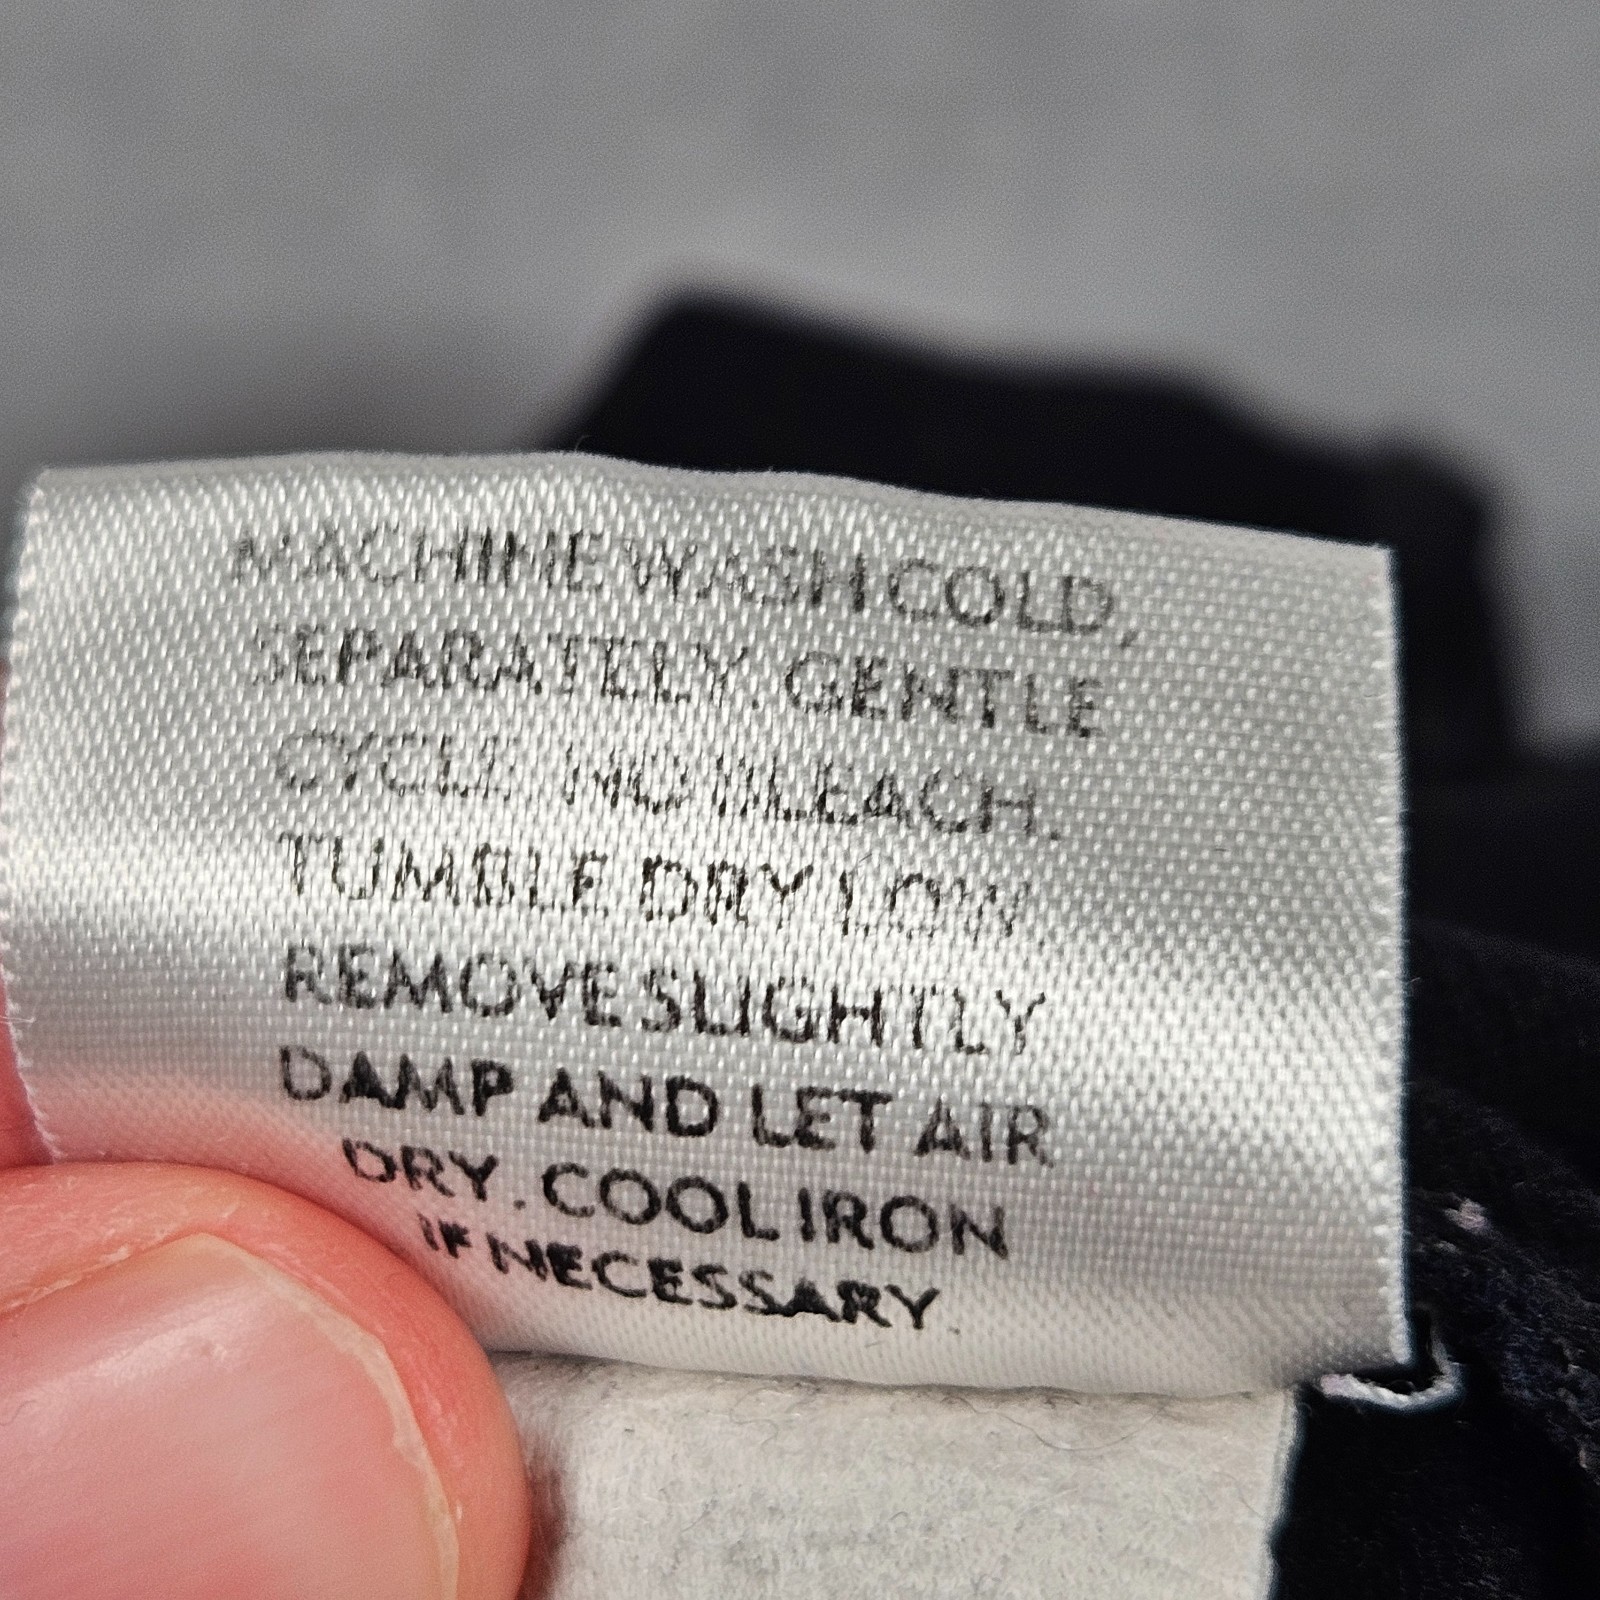 MACHINE WASH COLD,
SEPARATELY. GENTLE
CYCLE. NO BLEACH.
TUMBLE DRY LOW.
REMOVE SLIGHTLY
DAMP AND LET AIR
DRY. COOL IRON
IF NECESSARY.